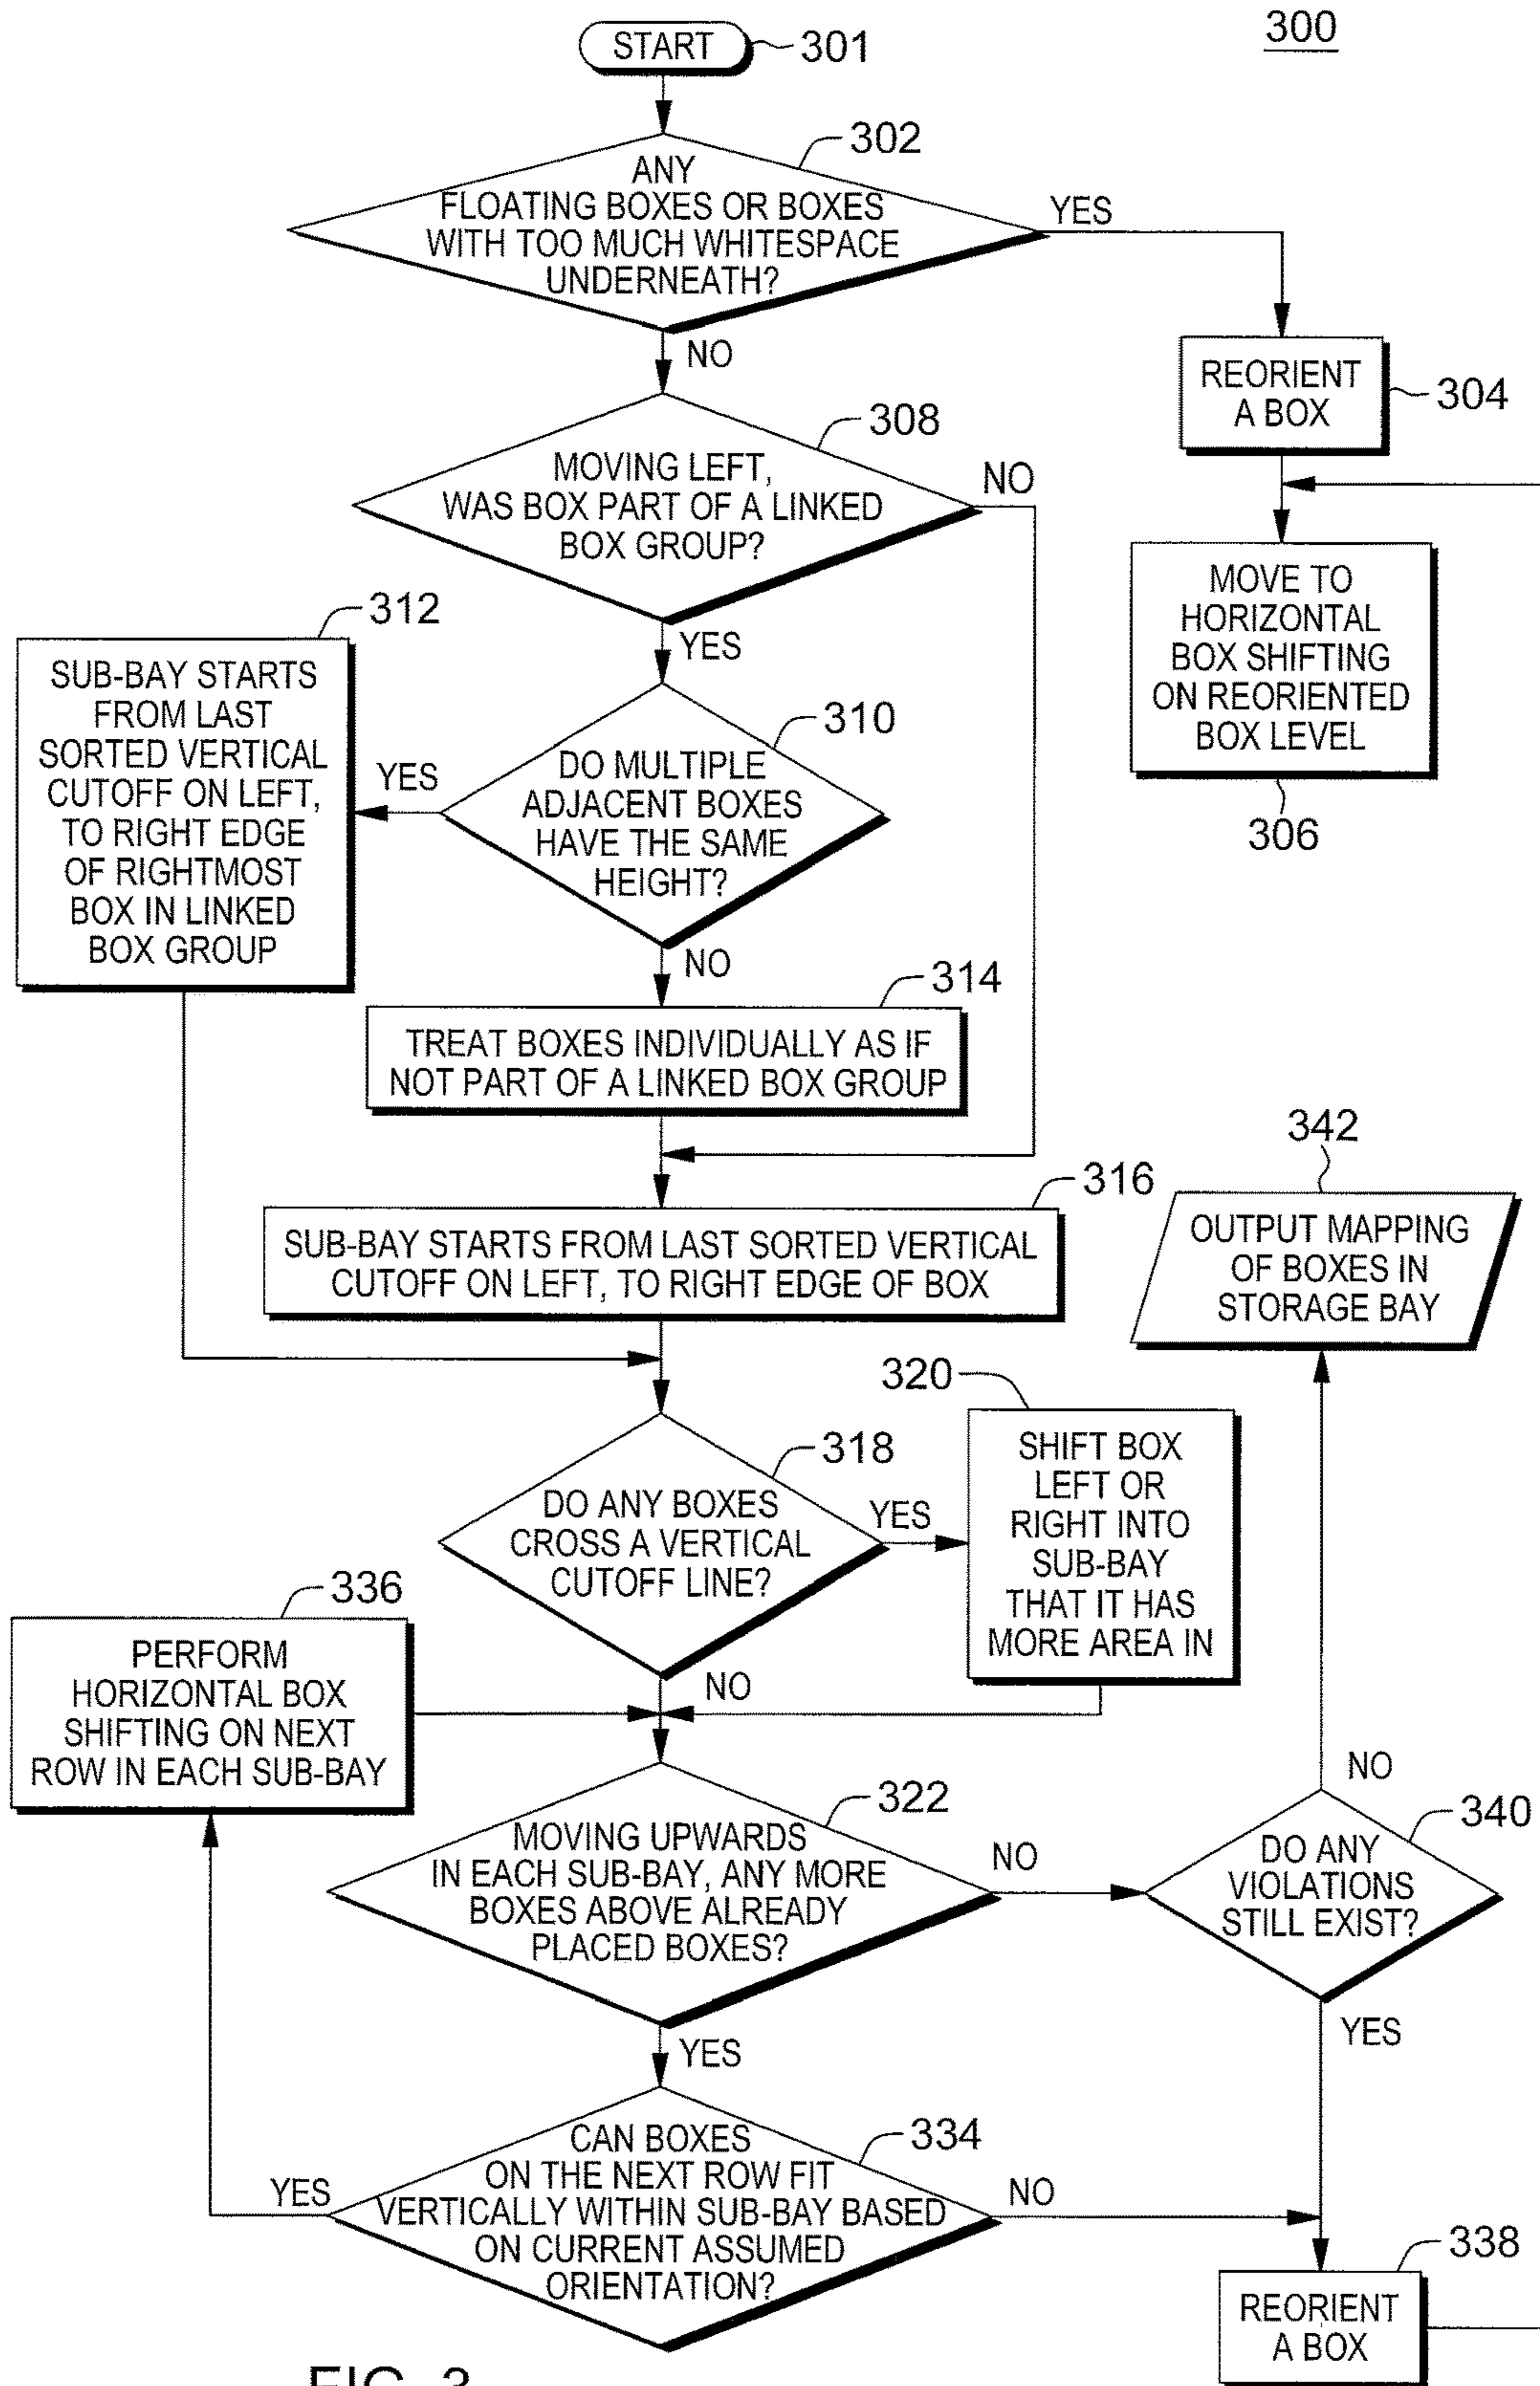 300
START
301
302
ANY
FLOATING BOXES OR BOXES
WITH TOO MUCH WHITESPACE
UNDERNEATH?
YES
NO
REORIENT
A BOX
304
308
MOVING LEFT,
WAS BOX PART OF A LINKED
BOX GROUP?
NO
YES
MOVE TO
HORIZONTAL
BOX SHIFTING
ON REORIENTED
BOX LEVEL
306
312
SUB-BAY STARTS
FROM LAST
SORTED VERTICAL
CUTOFF ON LEFT,
TO RIGHT EDGE
OF RIGHTMOST
BOX IN LINKED
BOX GROUP
310
DO MULTIPLE
ADJACENT BOXES
HAVE THE SAME
HEIGHT?
YES
NO
314
TREAT BOXES INDIVIDUALLY AS IF
NOT PART OF A LINKED BOX GROUP
316
SUB-BAY STARTS FROM LAST SORTED VERTICAL
CUTOFF ON LEFT, TO RIGHT EDGE OF BOX
342
OUTPUT MAPPING
OF BOXES IN
STORAGE BAY
318
DO ANY BOXES
CROSS A VERTICAL
CUTOFF LINE?
YES
NO
320
SHIFT BOX
LEFT OR
RIGHT INTO
SUB-BAY
THAT IT HAS
MORE AREA IN
336
PERFORM
HORIZONTAL BOX
SHIFTING ON NEXT
ROW IN EACH SUB-BAY
322
MOVING UPWARDS
IN EACH SUB-BAY, ANY MORE
BOXES ABOVE ALREADY
PLACED BOXES?
NO
YES
NO
340
DO ANY
VIOLATIONS
STILL EXIST?
YES
334
CAN BOXES
ON THE NEXT ROW FIT
VERTICALLY WITHIN SUB-BAY BASED
ON CURRENT ASSUMED
ORIENTATION?
YES
NO
338
REORIENT
A BOX
FIG. 3